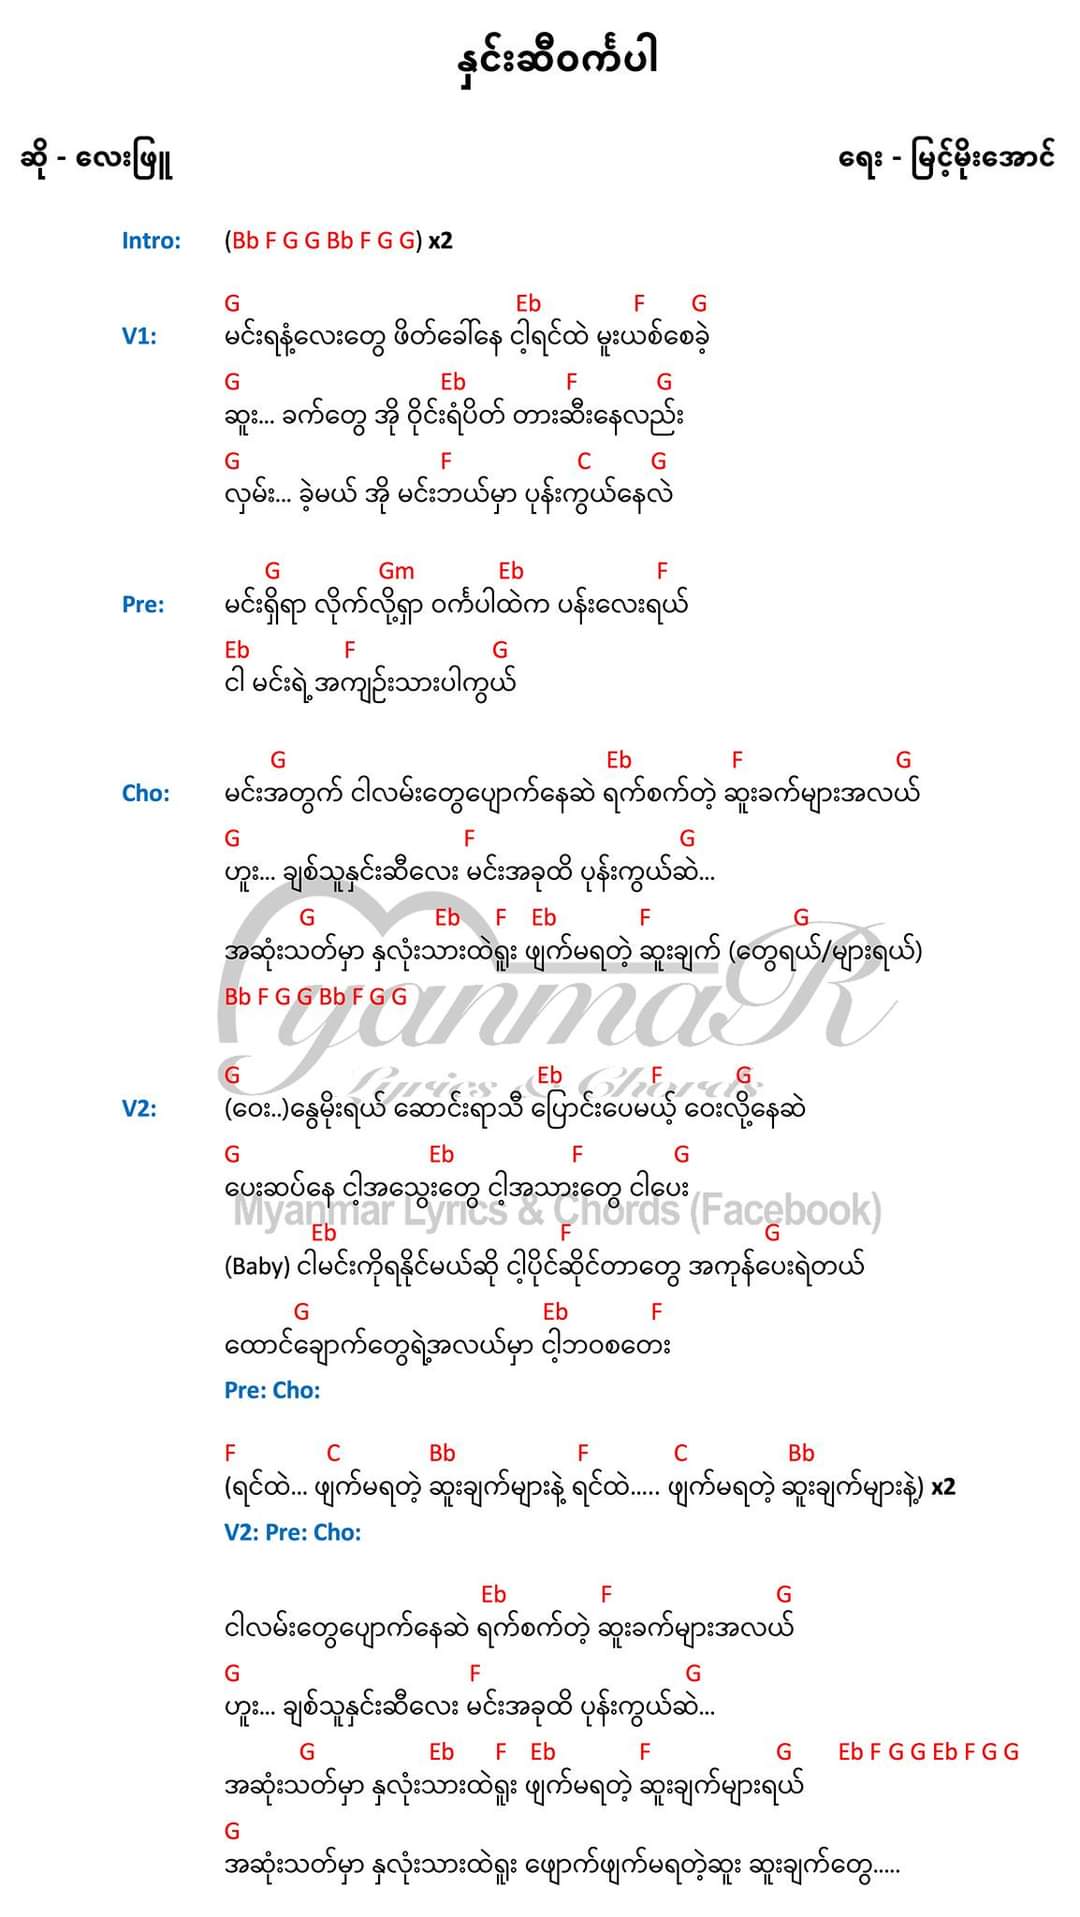 နှင်းဆီဝင်္ကပါ
ဆို - လေးဖြူ
ရေး - မြင့်မိုးအောင်
Intro: (Bb F G G Bb F G G) x2
G Eb F G
V1: မင်းရနံ့လေးတွေ ဖိတ်ခေါ်နေ ငါ့ရင်ထဲ မူးယစ်စေခဲ့
G Eb F G
ဆူး... ခက်တွေ အို ဝိုင်းရံပိတ် တားဆီးနေလည်း
G F C G
လှမ်း... ခဲ့မယ် အို မင်းဘယ်မှာ ပုန်းကွယ်နေလဲ
G Gm Eb F
Pre: မင်းရှိရာ လိုက်လို့ရှာ ဝင်္ကပါထဲက ပန်းလေးရယ်
Eb F G
ငါ မင်းရဲ့အကျဉ်းသားပါကွယ်
G Eb F G
Cho: မင်းအတွက် ငါလမ်းတွေပျောက်နေဆဲ ရက်စက်တဲ့ ဆူးခက်များအလယ်
G F G
ဟူး... ချစ်သူနှင်းဆီလေး မင်းအခုထိ ပုန်းကွယ်ဆဲ...
G Eb F Eb F G
အဆုံးသတ်မှာ နှလုံးသားထဲရူး ဖျက်မရတဲ့ ဆူးချက် (တွေရယ်/များရယ်)
Bb F G G Bb F G G
MyanmaR
Lyrics & Chords
G Eb F G
V2: (ဝေး..)နွေမိုးရယ် ဆောင်းရာသီ ပြောင်းပေမယ့် ဝေးလို့နေဆဲ
G Eb F G
ပေးဆပ်နေ ငါ့အသွေးတွေ ငါ့အသားတွေ ငါပေး
Myanmar Lyrics & Chords (Facebook)
Eb F G
(Baby) ငါမင်းကိုရနိုင်မယ်ဆို ငါ့ပိုင်ဆိုင်တာတွေ အကုန်ပေးရဲတယ်
G Eb F
ထောင်ချောက်တွေရဲ့အလယ်မှာ ငါ့ဘဝစတေး
Pre: Cho:
F C Bb F C Bb
(ရင်ထဲ... ဖျက်မရတဲ့ ဆူးချက်များနဲ့ ရင်ထဲ..... ဖျက်မရတဲ့ ဆူးချက်များနဲ့) x2
V2: Pre: Cho:
Eb F G
ငါလမ်းတွေပျောက်နေဆဲ ရက်စက်တဲ့ ဆူးခက်များအလယ်
G F G
ဟူး... ချစ်သူနှင်းဆီလေး မင်းအခုထိ ပုန်းကွယ်ဆဲ...
G Eb F Eb F G Eb F G G Eb F G G
အဆုံးသတ်မှာ နှလုံးသားထဲရူး ဖျက်မရတဲ့ ဆူးချက်များရယ်
G
အဆုံးသတ်မှာ နှလုံးသားထဲရူး ဖျောက်ဖျက်မရတဲ့ဆူး ဆူးချက်တွေ.....